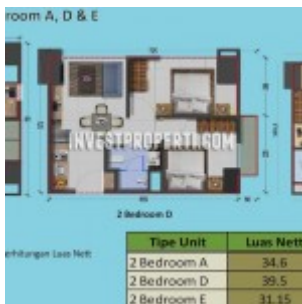 room A, D & E
INVESTPROPERTI.COM
2 Bedroom D
erhitungan Luas Nett
Tipe Unit Luas Nett
2 Bedroom A 34.6
2 Bedroom D 39.5
2 Bedroom E 31.15